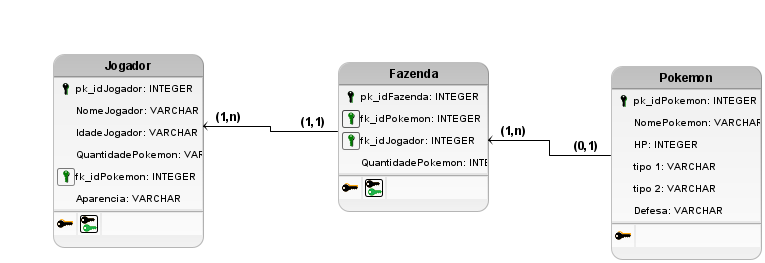 Jogador
pk_idJogador: INTEGER
NomeJogador: VARCHAR
IdadeJogador: VARCHAR
QuantidadePokemon: VAR
fk_idPokemon: INTEGER
Aparencia: VARCHAR
(1,n)
(1,1)
Fazenda
pk_idFazenda: INTEGER
fk_idPokemon: INTEGER
fk_idJogador: INTEGER
QuantidadePokemon: INTE
(1,n)
(0,1)
Pokemon
pk_idPokemon: INTEGER
NomePokemon: VARCHAR
HP: INTEGER
tipo 1: VARCHAR
tipo 2: VARCHAR
Defesa: VARCHAR